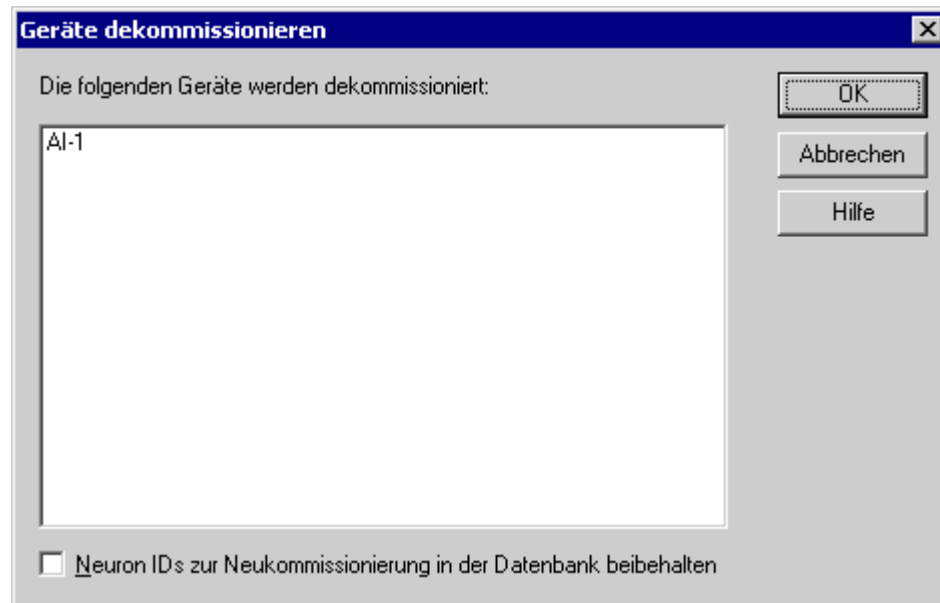 Geräte dekommissionieren
Die folgenden Geräte werden dekommissioniert:
AI-1
OK
Abbrechen
Hilfe
Neuron IDs zur Neukommissionierung in der Datenbank beibehalten